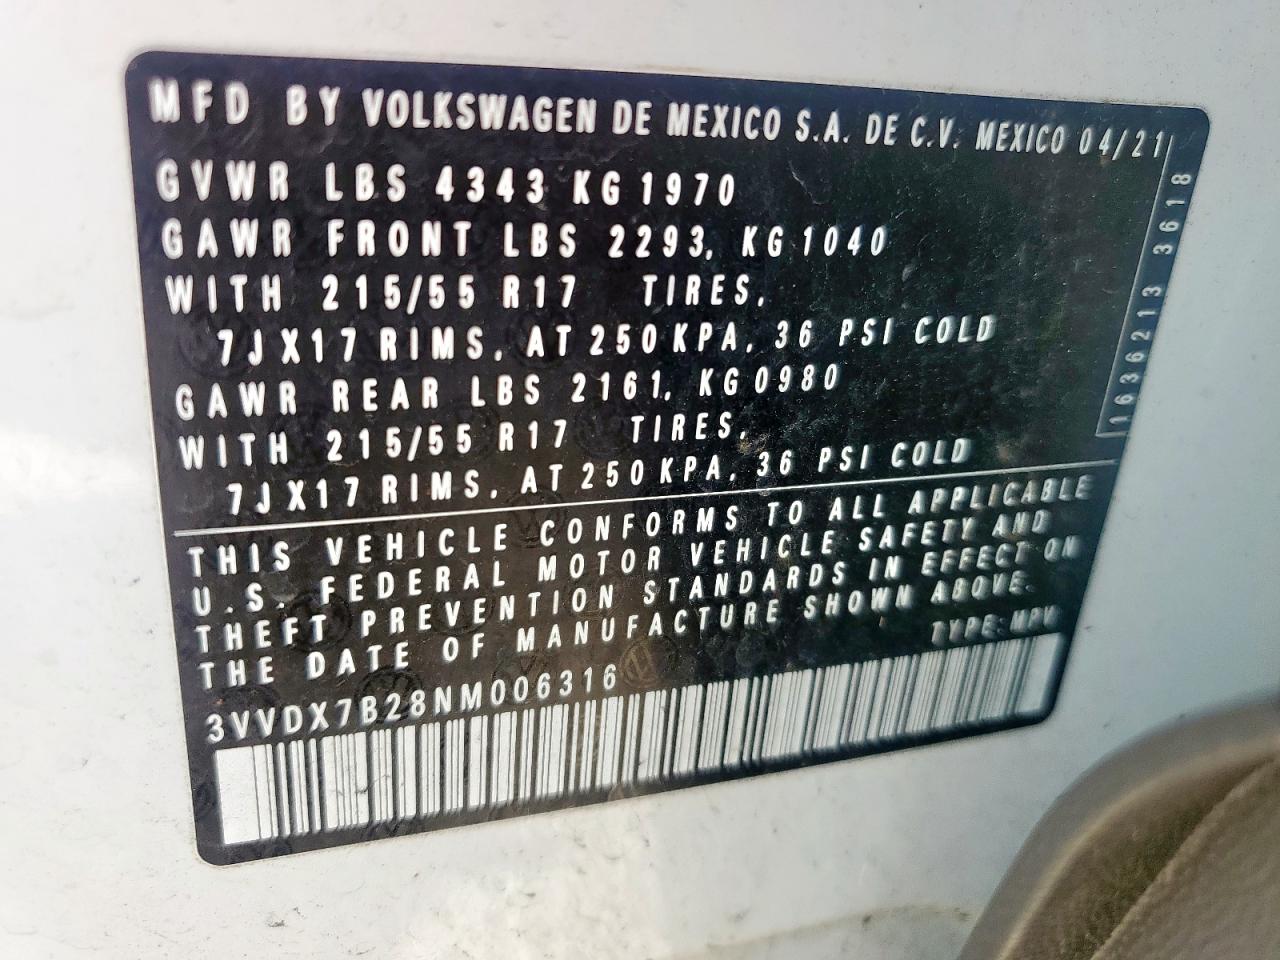 MFD BY VOLKSWAGEN DE MEXICO S.A. DE C.V. MEXICO 04/21
GVWR LBS 4343 KG 1970
GAWR FRONT LBS 2293, KG 1040
WITH 215/55 R17 TIRES,
7JX17 RIMS, AT 250 KPA, 36 PSI COLD
GAWR REAR LBS 2161, KG 0980
WITH 215/55 R17 TIRES,
7JX17 RIMS, AT 250 KPA, 36 PSI COLD
1636213 3618
THIS VEHICLE CONFORMS TO ALL APPLICABLE
U.S. FEDERAL MOTOR VEHICLE SAFETY AND
THEFT PREVENTION STANDARDS IN EFFECT ON
THE DATE OF MANUFACTURE SHOWN ABOVE.
TYPE: MPV
3VVDX7B28NM006316